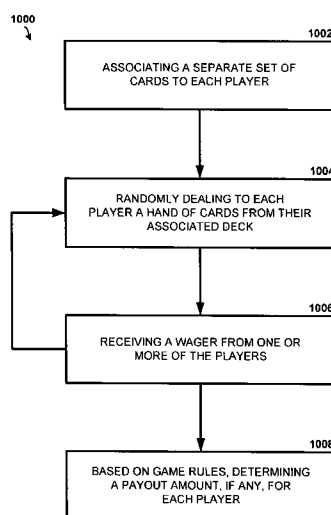 1000
1002
ASSOCIATING A SEPARATE SET OF
CARDS TO EACH PLAYER
1004
RANDOMLY DEALING TO EACH
PLAYER A HAND OF CARDS FROM THEIR
ASSOCIATED DECK
1006
RECEIVING A WAGER FROM ONE OR
MORE OF THE PLAYERS
1008
BASED ON GAME RULES, DETERMINING
A PAYOUT AMOUNT, IF ANY, FOR
EACH PLAYER